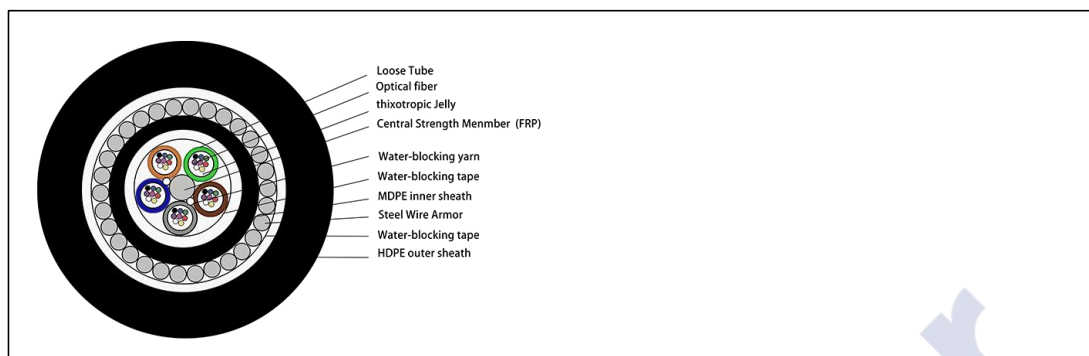 Loose Tube
Optical fiber
thixotropic Jelly
Central Strength Menmber (FRP)
Water-blocking yarn
Water-blocking tape
MDPE inner sheath
Steel Wire Armor
Water-blocking tape
HDPE outer sheath